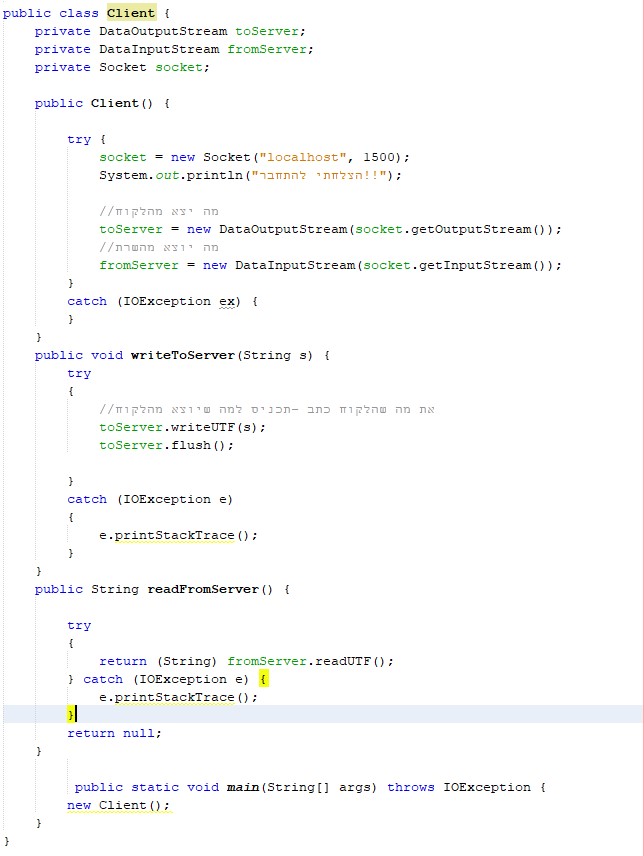 public class Client {
    private DataOutputStream toServer;
    private DataInputStream fromServer;
    private Socket socket;
    public Client() {
        try {
            socket = new Socket("localhost", 1500);
            System.out.println("הצלחתי להתחבר!!");
            //מה יצא מהלקוח
            toServer = new DataOutputStream(socket.getOutputStream());
            //מה יוצא מהשרת
            fromServer = new DataInputStream(socket.getInputStream());
        }
        catch (IOException ex) {
        }
    }
    public void writeToServer(String s) {
        try
        {
            //את מה שהלקוח כתב -תכניס למה שיוצא מהלקוח
            toServer.writeUTF(s);
            toServer.flush();
        }
        catch (IOException e)
        {
            e.printStackTrace();
        }
    }
    public String readFromServer() {
        try
        {
            return (String) fromServer.readUTF();
        } catch (IOException e) {
            e.printStackTrace();
        }
        return null;
    }
         public static void main(String[] args) throws IOException {
        new Client();
    }
}